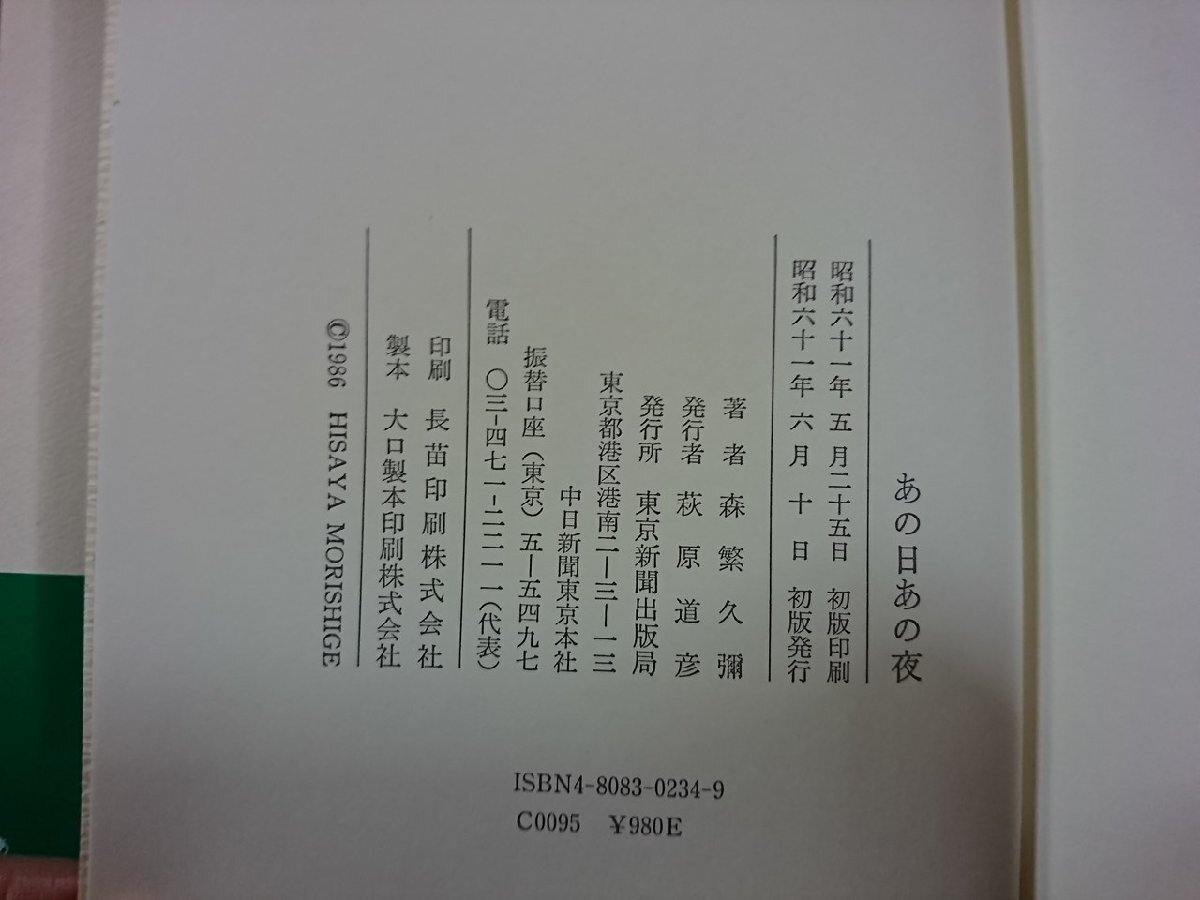 あの日あの夜
昭和六十一年 五 月二十五日 初版印刷
昭和六十一年 六 月 十 日 初版発行
著 者 森 繁 久 彌
発行者 萩 原 道 彦
発行所 東京新聞出版局
東京都港区港南二―三―一三
中日新聞東京本社
振替口座(東京)五―五四九七
電話 〇三―四七一―二二一一(代表)
印刷 長 苗 印 刷 株 式 会 社
製本 大口製本印刷株式会社
©1986 HISAYA MORISHIGE
ISBN4-8083-0234-9
C0095 ¥980E